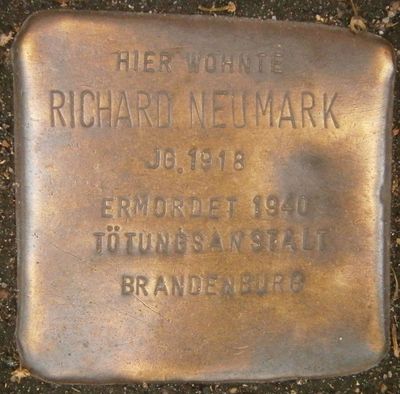 HIER WOHNTE
RICHARD NEUMARK
JG. 1918
ERMORDET 1940
TÖTUNGSANSTALT
BRANDENBURG